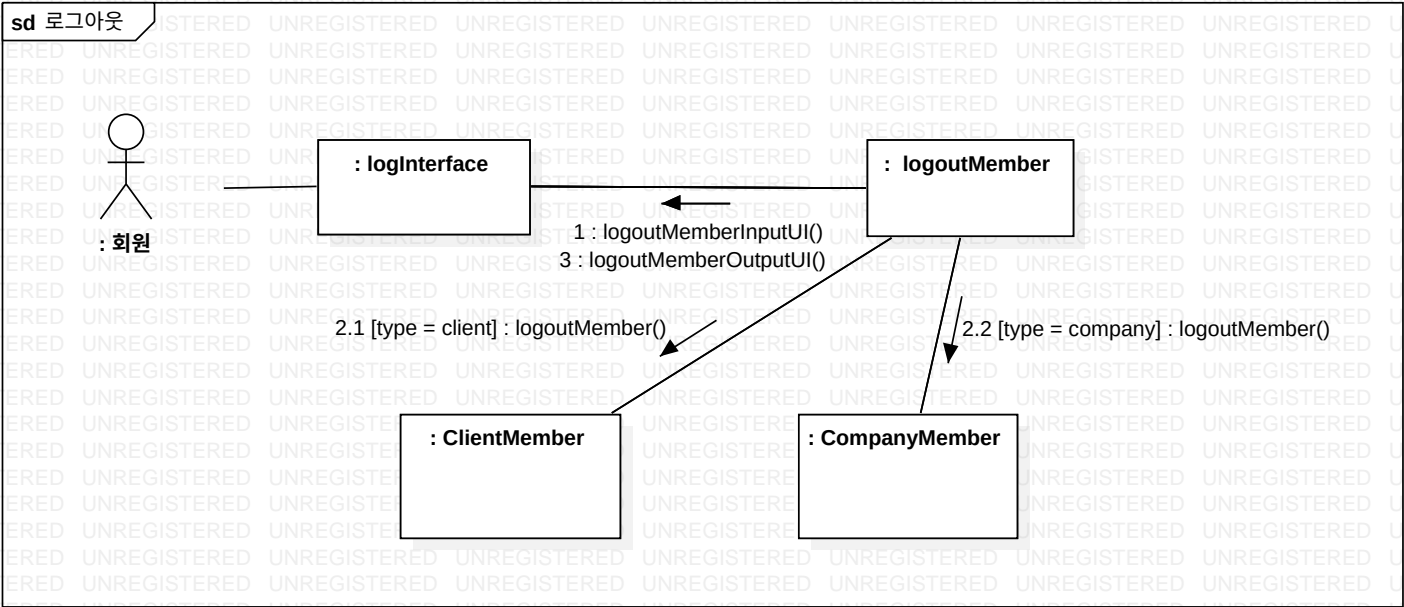 sd 로그아웃
: logInterface
: logoutMember
: 회원
1 : logoutMemberInputUI()
3 : logoutMemberOutputUI()
2.1 [type = client] : logoutMember()
2.2 [type = company] : logoutMember()
: ClientMember
: CompanyMember
UNREGISTERED